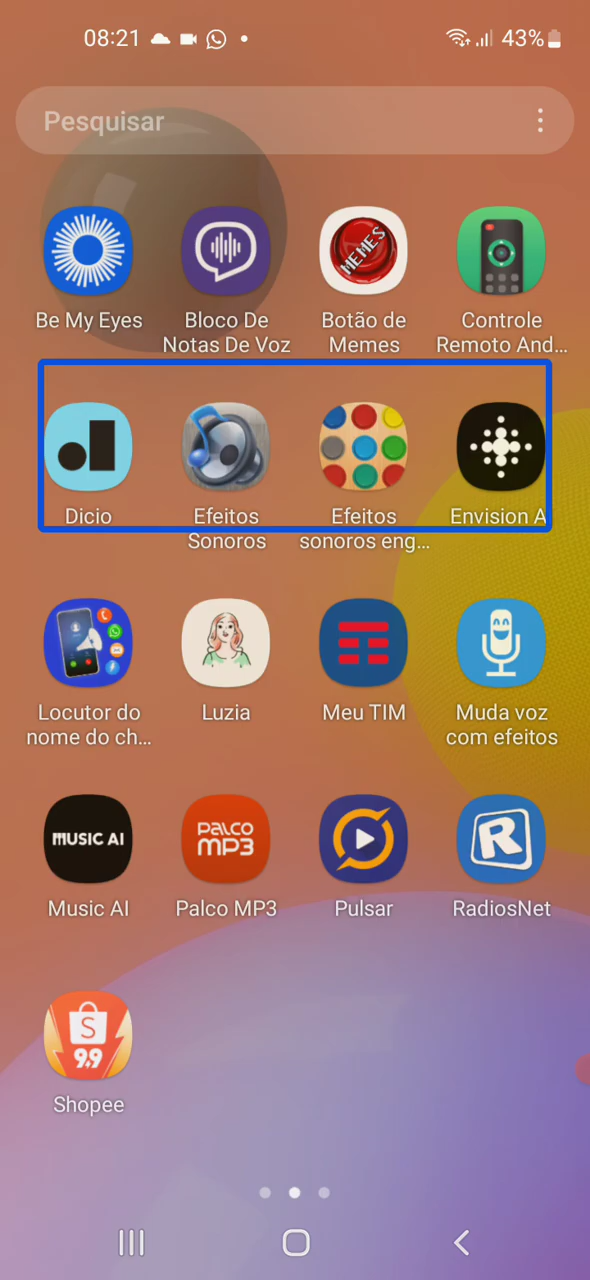 08:21
43%
Pesquisar
Be My Eyes
Bloco De
Notas De Voz
MEMES
Botão de
Memes
Controle
Remoto And...
Dicio
Efeitos
Sonoros
Efeitos
sonoros eng...
Envision A
Locutor do
nome do ch...
Luzia
Meu TIM
Muda voz
com efeitos
MUSIC AI
Music AI
PALCO
MP3
Palco MP3
Pulsar
R
RadiosNet
S
9.9
Shopee